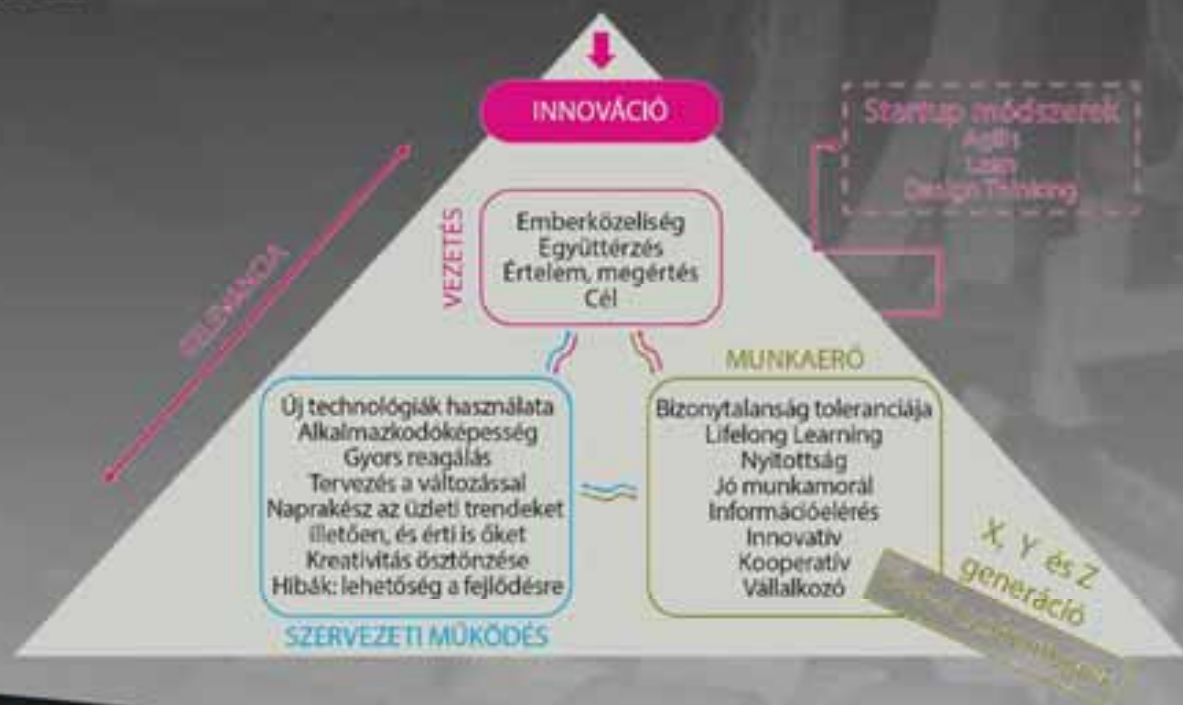 INNOVÁCIÓ
Startup módszerek
Agilis
Lean
Design Thinking
RELEVANCIA
VEZETÉS
Emberközeliség
Együttérzés
Értelem, megértés
Cél
MUNKAERŐ
Új technológiák használata
Alkalmazkodóképesség
Gyors reagálás
Tervezés a változással
Naprakész az üzleti trendeket
illetően, és érti is őket
Kreativitás ösztönzése
Hibák: lehetőség a fejlődésre
SZERVEZETI MŰKÖDÉS
Bizonytalanság toleranciája
Lifelong Learning
Nyitottság
Jó munkamorál
Információelérés
Innovatív
Kooperatív
Vállalkozó
X, Y és Z
generáció